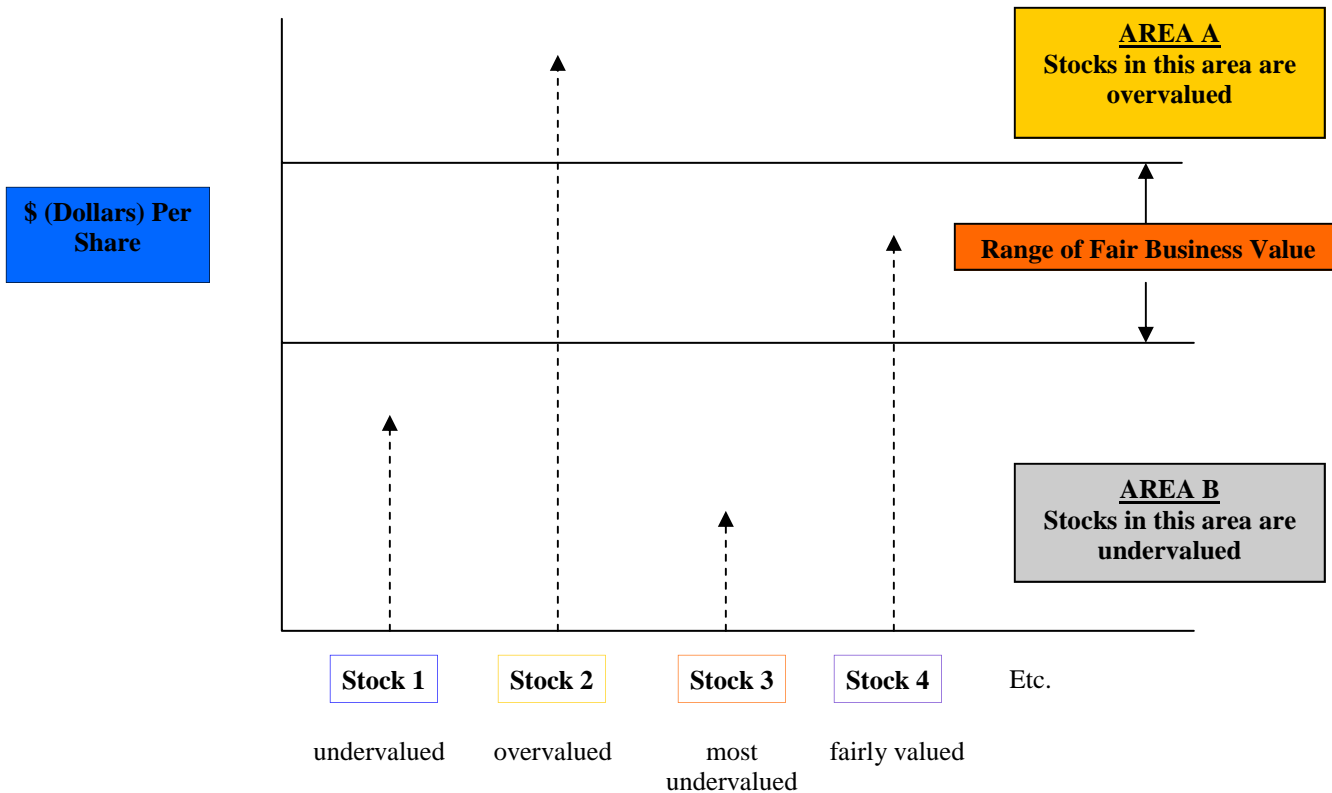 AREA A
Stocks in this area are
overvalued
$ (Dollars) Per
Share
Range of Fair Business Value
AREA B
Stocks in this area are
undervalued
Stock 1
Stock 2
Stock 3
Stock 4
Etc.
undervalued
overvalued
most
undervalued
fairly valued